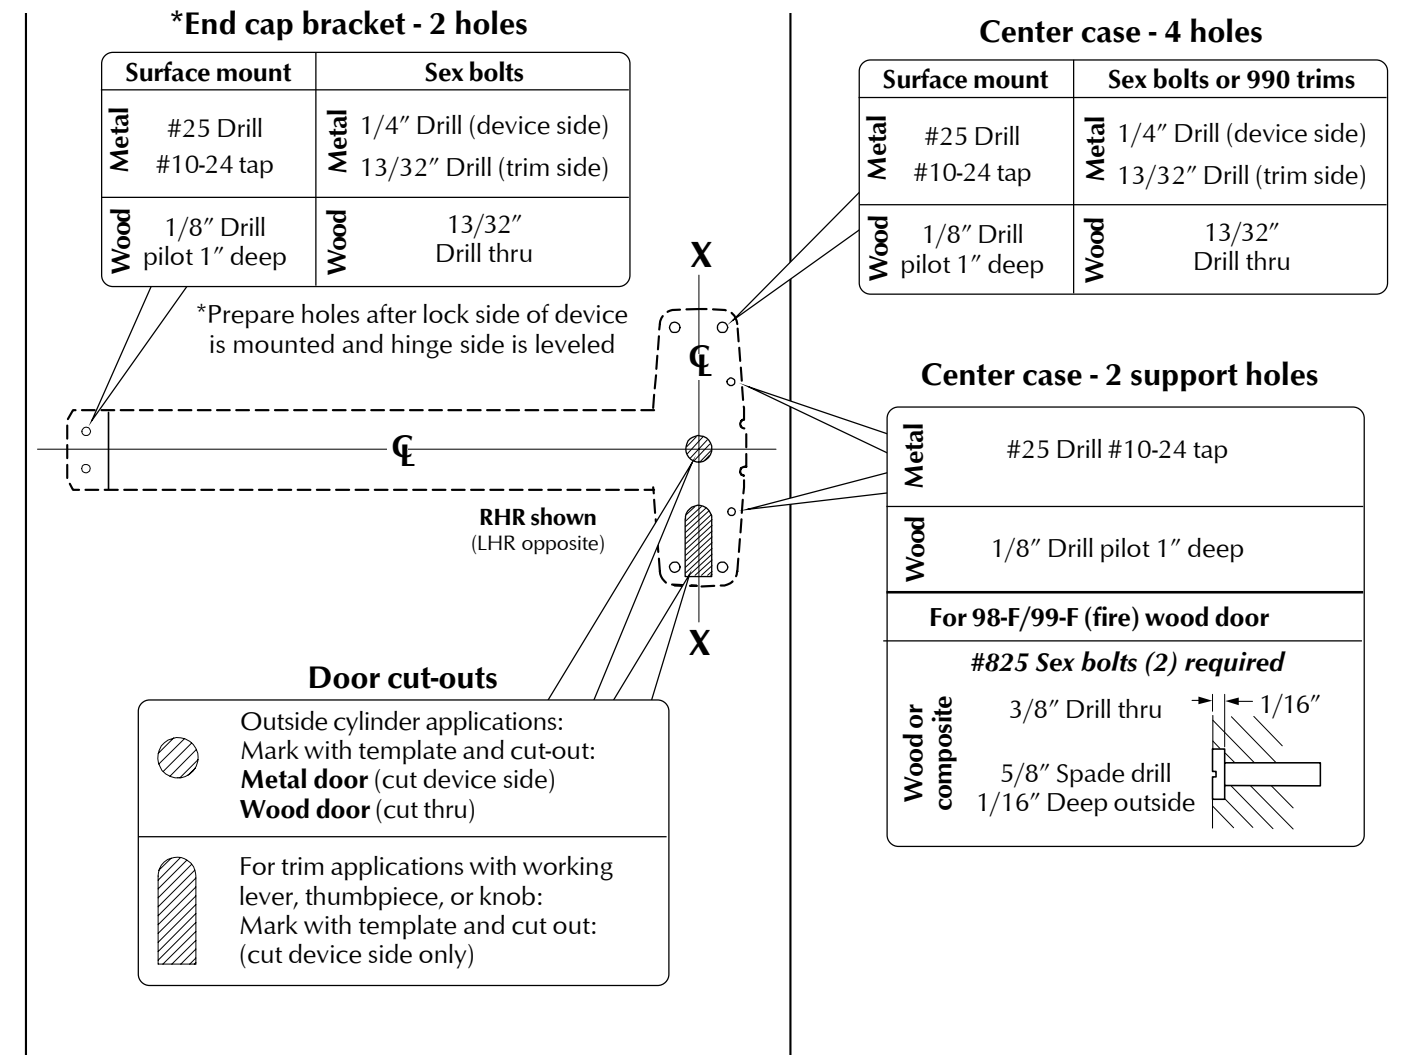 *End cap bracket - 2 holes
Surface mount
Sex bolts
Metal
#25 Drill
#10-24 tap
Metal
1/4″ Drill (device side)
13/32″ Drill (trim side)
Wood
1/8″ Drill
pilot 1″ deep
Wood
13/32″
Drill thru
*Prepare holes after lock side of device
is mounted and hinge side is leveled
Center case - 4 holes
Surface mount
Sex bolts or 990 trims
Metal
#25 Drill
#10-24 tap
Metal
1/4″ Drill (device side)
13/32″ Drill (trim side)
Wood
1/8″ Drill
pilot 1″ deep
Wood
13/32″
Drill thru
X
℄
℄
RHR shown
(LHR opposite)
X
Center case - 2 support holes
Metal
#25 Drill #10-24 tap
Wood
1/8″ Drill pilot 1″ deep
For 98-F/99-F (fire) wood door
#825 Sex bolts (2) required
Wood or
composite
3/8″ Drill thru
1/16″
5/8″ Spade drill
1/16″ Deep outside
Door cut-outs
Outside cylinder applications:
Mark with template and cut-out:
Metal door (cut device side)
Wood door (cut thru)
For trim applications with working
lever, thumbpiece, or knob:
Mark with template and cut out:
(cut device side only)